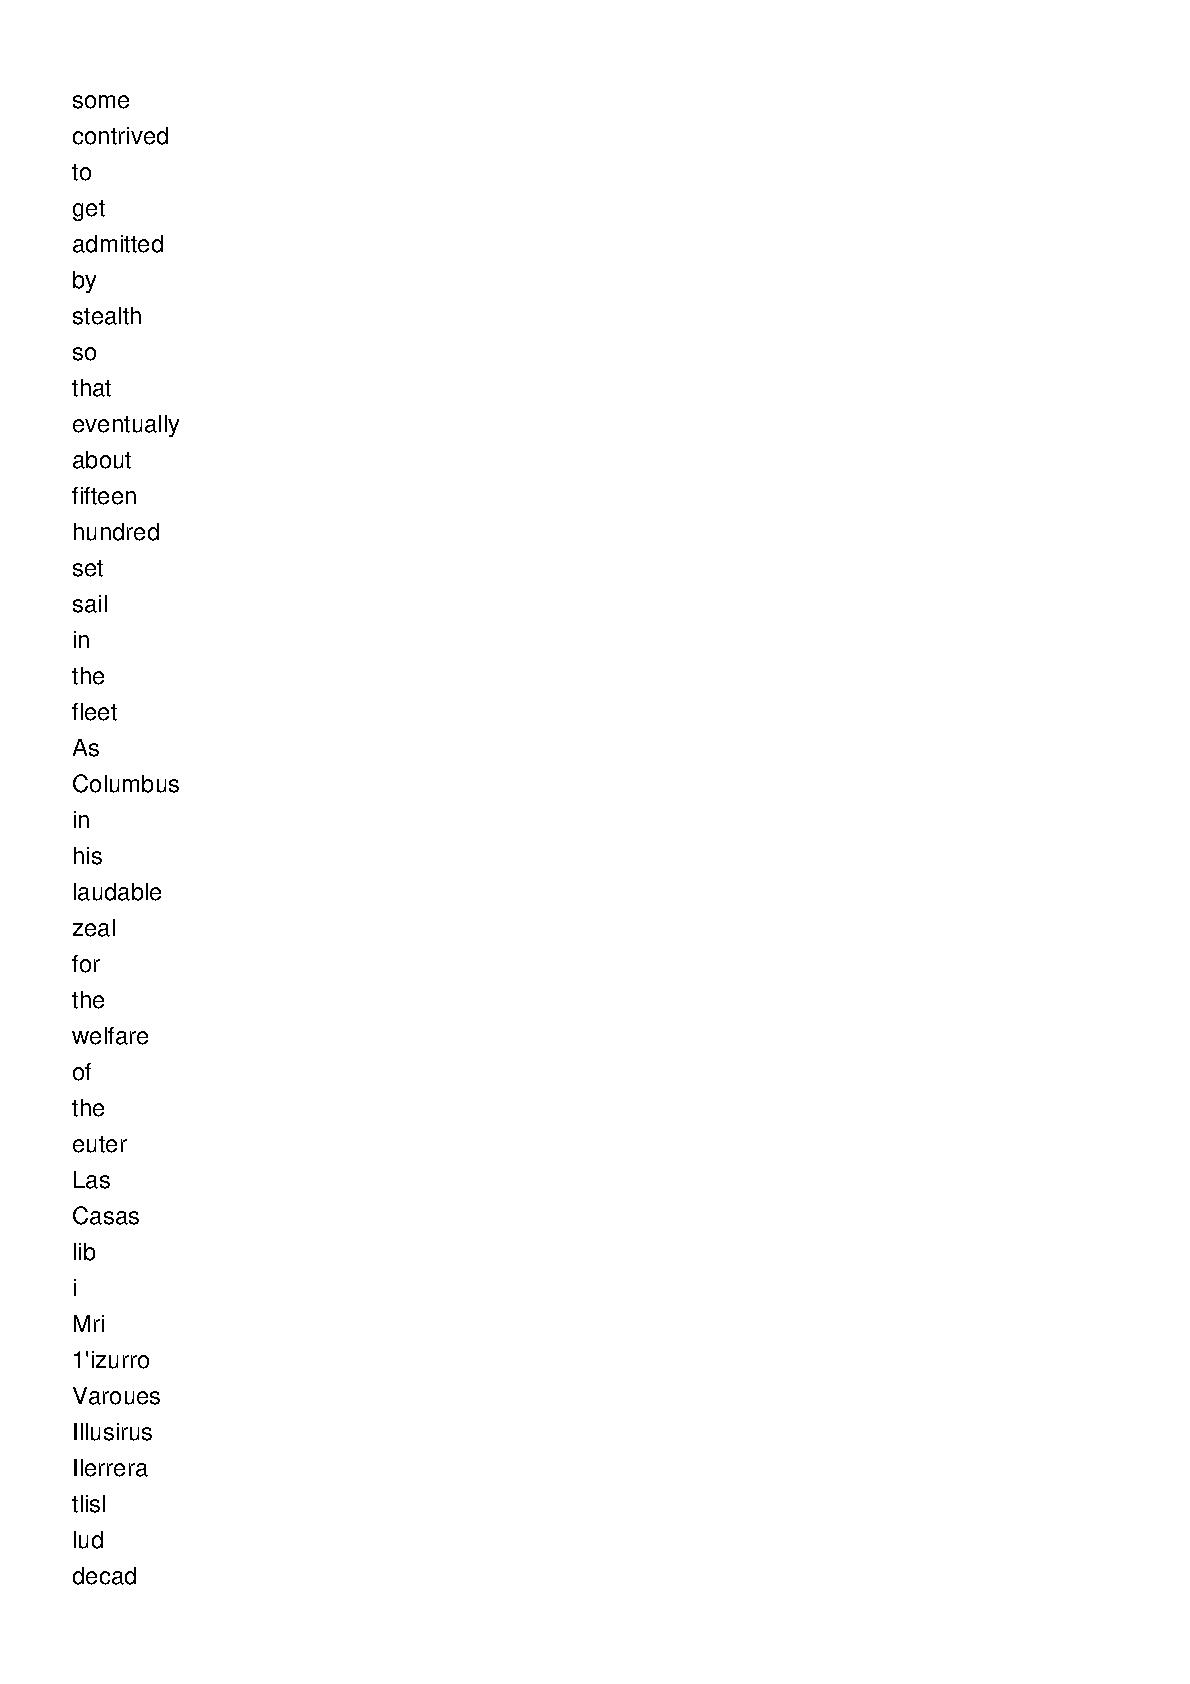 some
contrived
to
get
admitted
by
stealth
so
that
eventually
about
fifteen
hundred
set
sail
in
the
fleet
As
Columbus
in
his
laudable
zeal
for
the
welfare
of
the
euter
Las
Casas
lib
i
Mri
1'izurro
Varoues
Illusirus
Ilerrera
tlisl
lud
decad